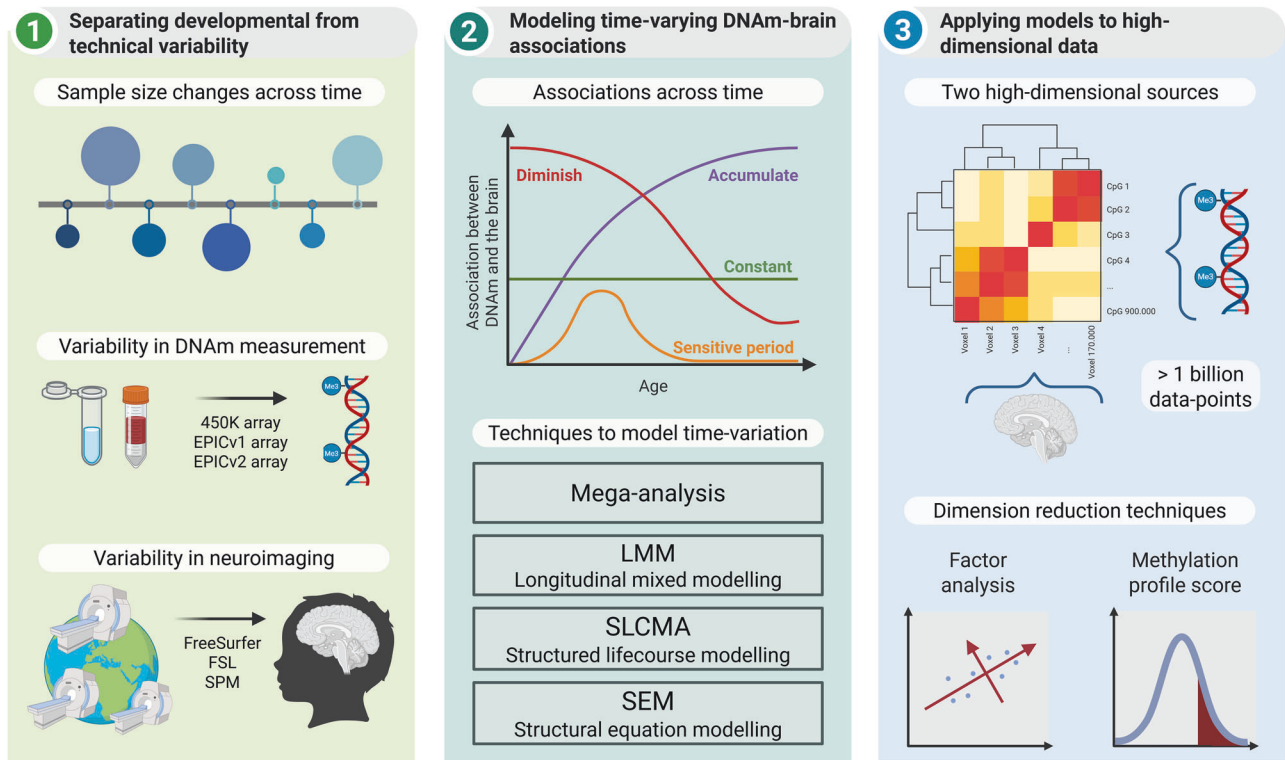 1
Separating developmental from
technical variability
Sample size changes across time
Variability in DNAm measurement
450K array
EPICv1 array
EPICv2 array
Me3
Me3
Variability in neuroimaging
FreeSurfer
FSL
SPM
2
Modeling time-varying DNAm-brain
associations
Associations across time
Association between
DNAm and the brain
Diminish
Accumulate
Constant
Sensitive period
Age
Techniques to model time-variation
Mega-analysis
LMM
Longitudinal mixed modelling
SLCMA
Structured lifecourse modelling
SEM
Structural equation modelling
3
Applying models to high-
dimensional data
Two high-dimensional sources
CpG 1
CpG 2
CpG 3
CpG 4
...
CpG 900.000
Voxel 1
Voxel 2
Voxel 3
Voxel 4
...
Voxel 170.000
Me3
Me3
> 1 billion
data-points
Dimension reduction techniques
Factor
analysis
Methylation
profile score